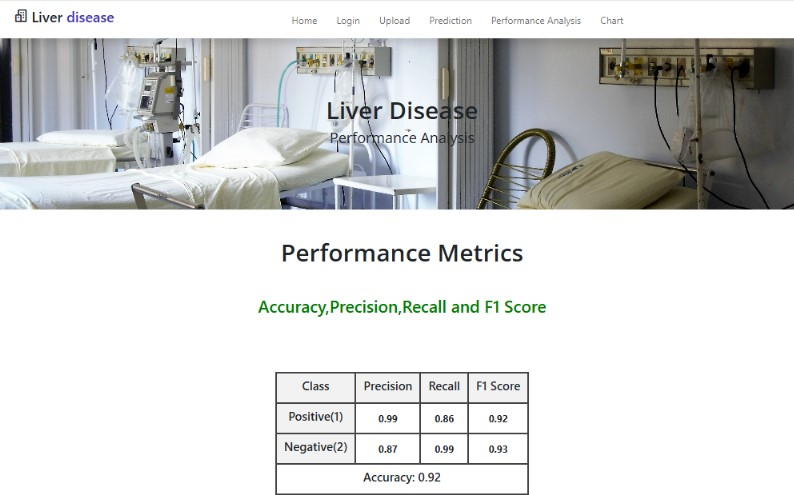 Liver disease
Home Login Upload Prediction Performance Analysis Chart
Liver Disease
Performance Analysis
Performance Metrics
Accuracy,Precision,Recall and F1 Score
Class Precision Recall F1 Score
Positive(1) 0.99 0.86 0.92
Negative(2) 0.87 0.99 0.93
Accuracy: 0.92